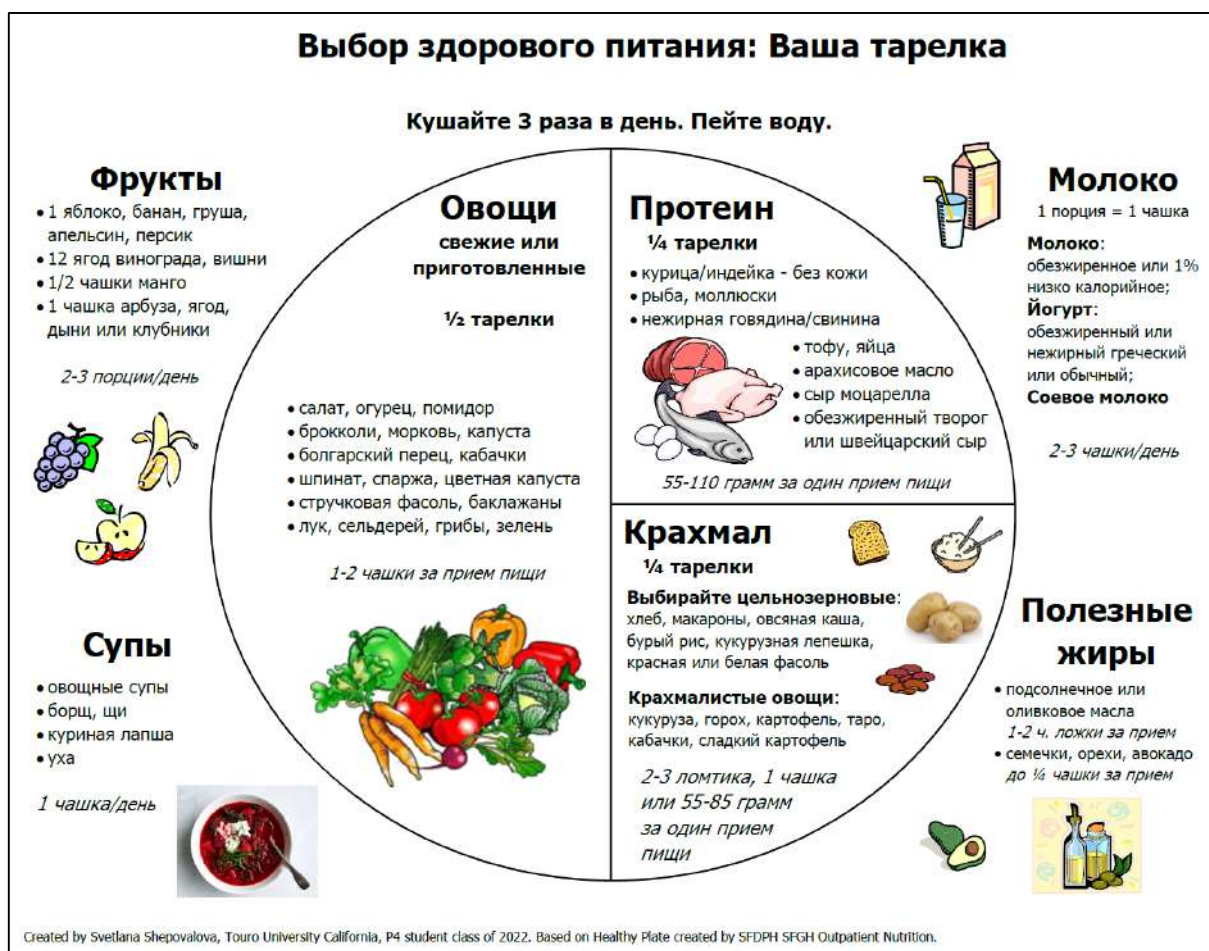 Выбор здорового питания: Ваша тарелка
Кушайте 3 раза в день. Пейте воду.
Фрукты
• 1 яблоко, банан, груша,
апельсин, персик
• 12 ягод винограда, вишни
• 1/2 чашки манго
• 1 чашка арбуза, ягод,
дыни или клубники
2-3 порции/день
Овощи
свежие или
приготовленные
½ тарелки
• салат, огурец, помидор
• брокколи, морковь, капуста
• болгарский перец, кабачки
• шпинат, спаржа, цветная капуста
• стручковая фасоль, баклажаны
• лук, сельдерей, грибы, зелень
1-2 чашки за прием пищи
Протеин
¼ тарелки
• курица/индейка - без кожи
• рыба, моллюски
• нежирная говядина/свинина
• тофу, яйца
• арахисовое масло
• сыр моцарелла
• обезжиренный творог
или швейцарский сыр
55-110 грамм за один прием пищи
Молоко
1 порция = 1 чашка
Молоко:
обезжиренное или 1%
низко калорийное;
Йогурт:
обезжиренный или
нежирный греческий
или обычный;
Соевое молоко
2-3 чашки/день
Супы
• овощные супы
• борщ, щи
• куриная лапша
• уха
1 чашка/день
Крахмал
¼ тарелки
Выбирайте цельнозерновые:
хлеб, макароны, овсяная каша,
бурый рис, кукурузная лепешка,
красная или белая фасоль
Крахмалистые овощи:
кукуруза, горох, картофель, таро,
кабачки, сладкий картофель
2-3 ломтика, 1 чашка
или 55-85 грамм
за один прием
пищи
Полезные
жиры
• подсолнечное или
оливковое масла
1-2 ч. ложки за прием
• семечки, орехи, авокадо
до ¼ чашки за прием
Created by Svetlana Shepovalova, Touro University California, P4 student class of 2022. Based on Healthy Plate created by SFDPH SFGH Outpatient Nutrition.